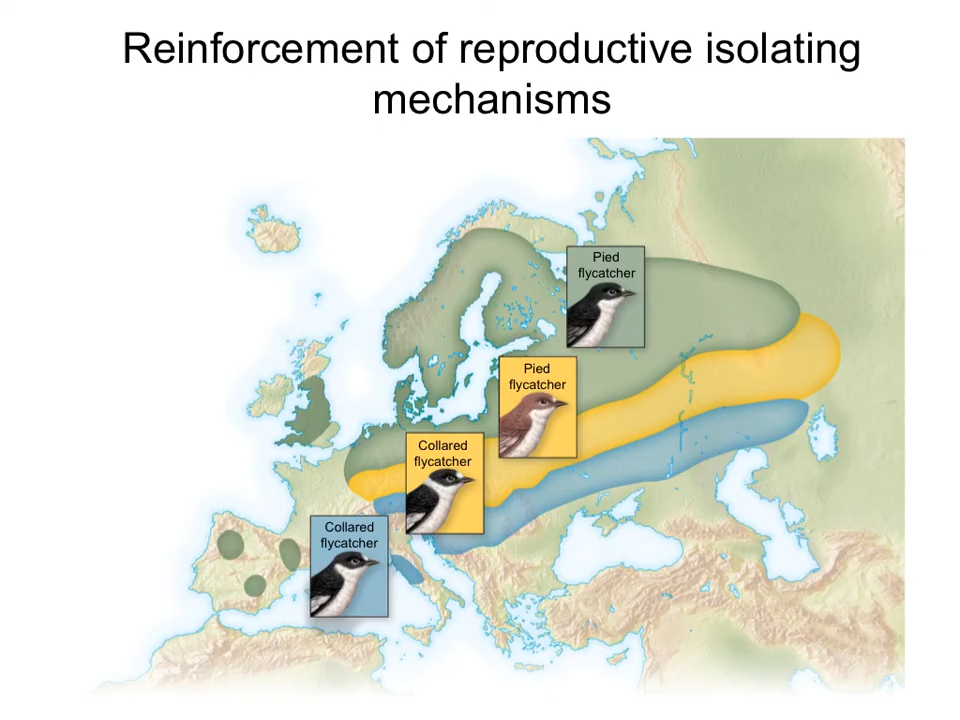 Reinforcement of reproductive isolating
mechanisms
Pied
flycatcher
Pied
flycatcher
Collared
flycatcher
Collared
flycatcher